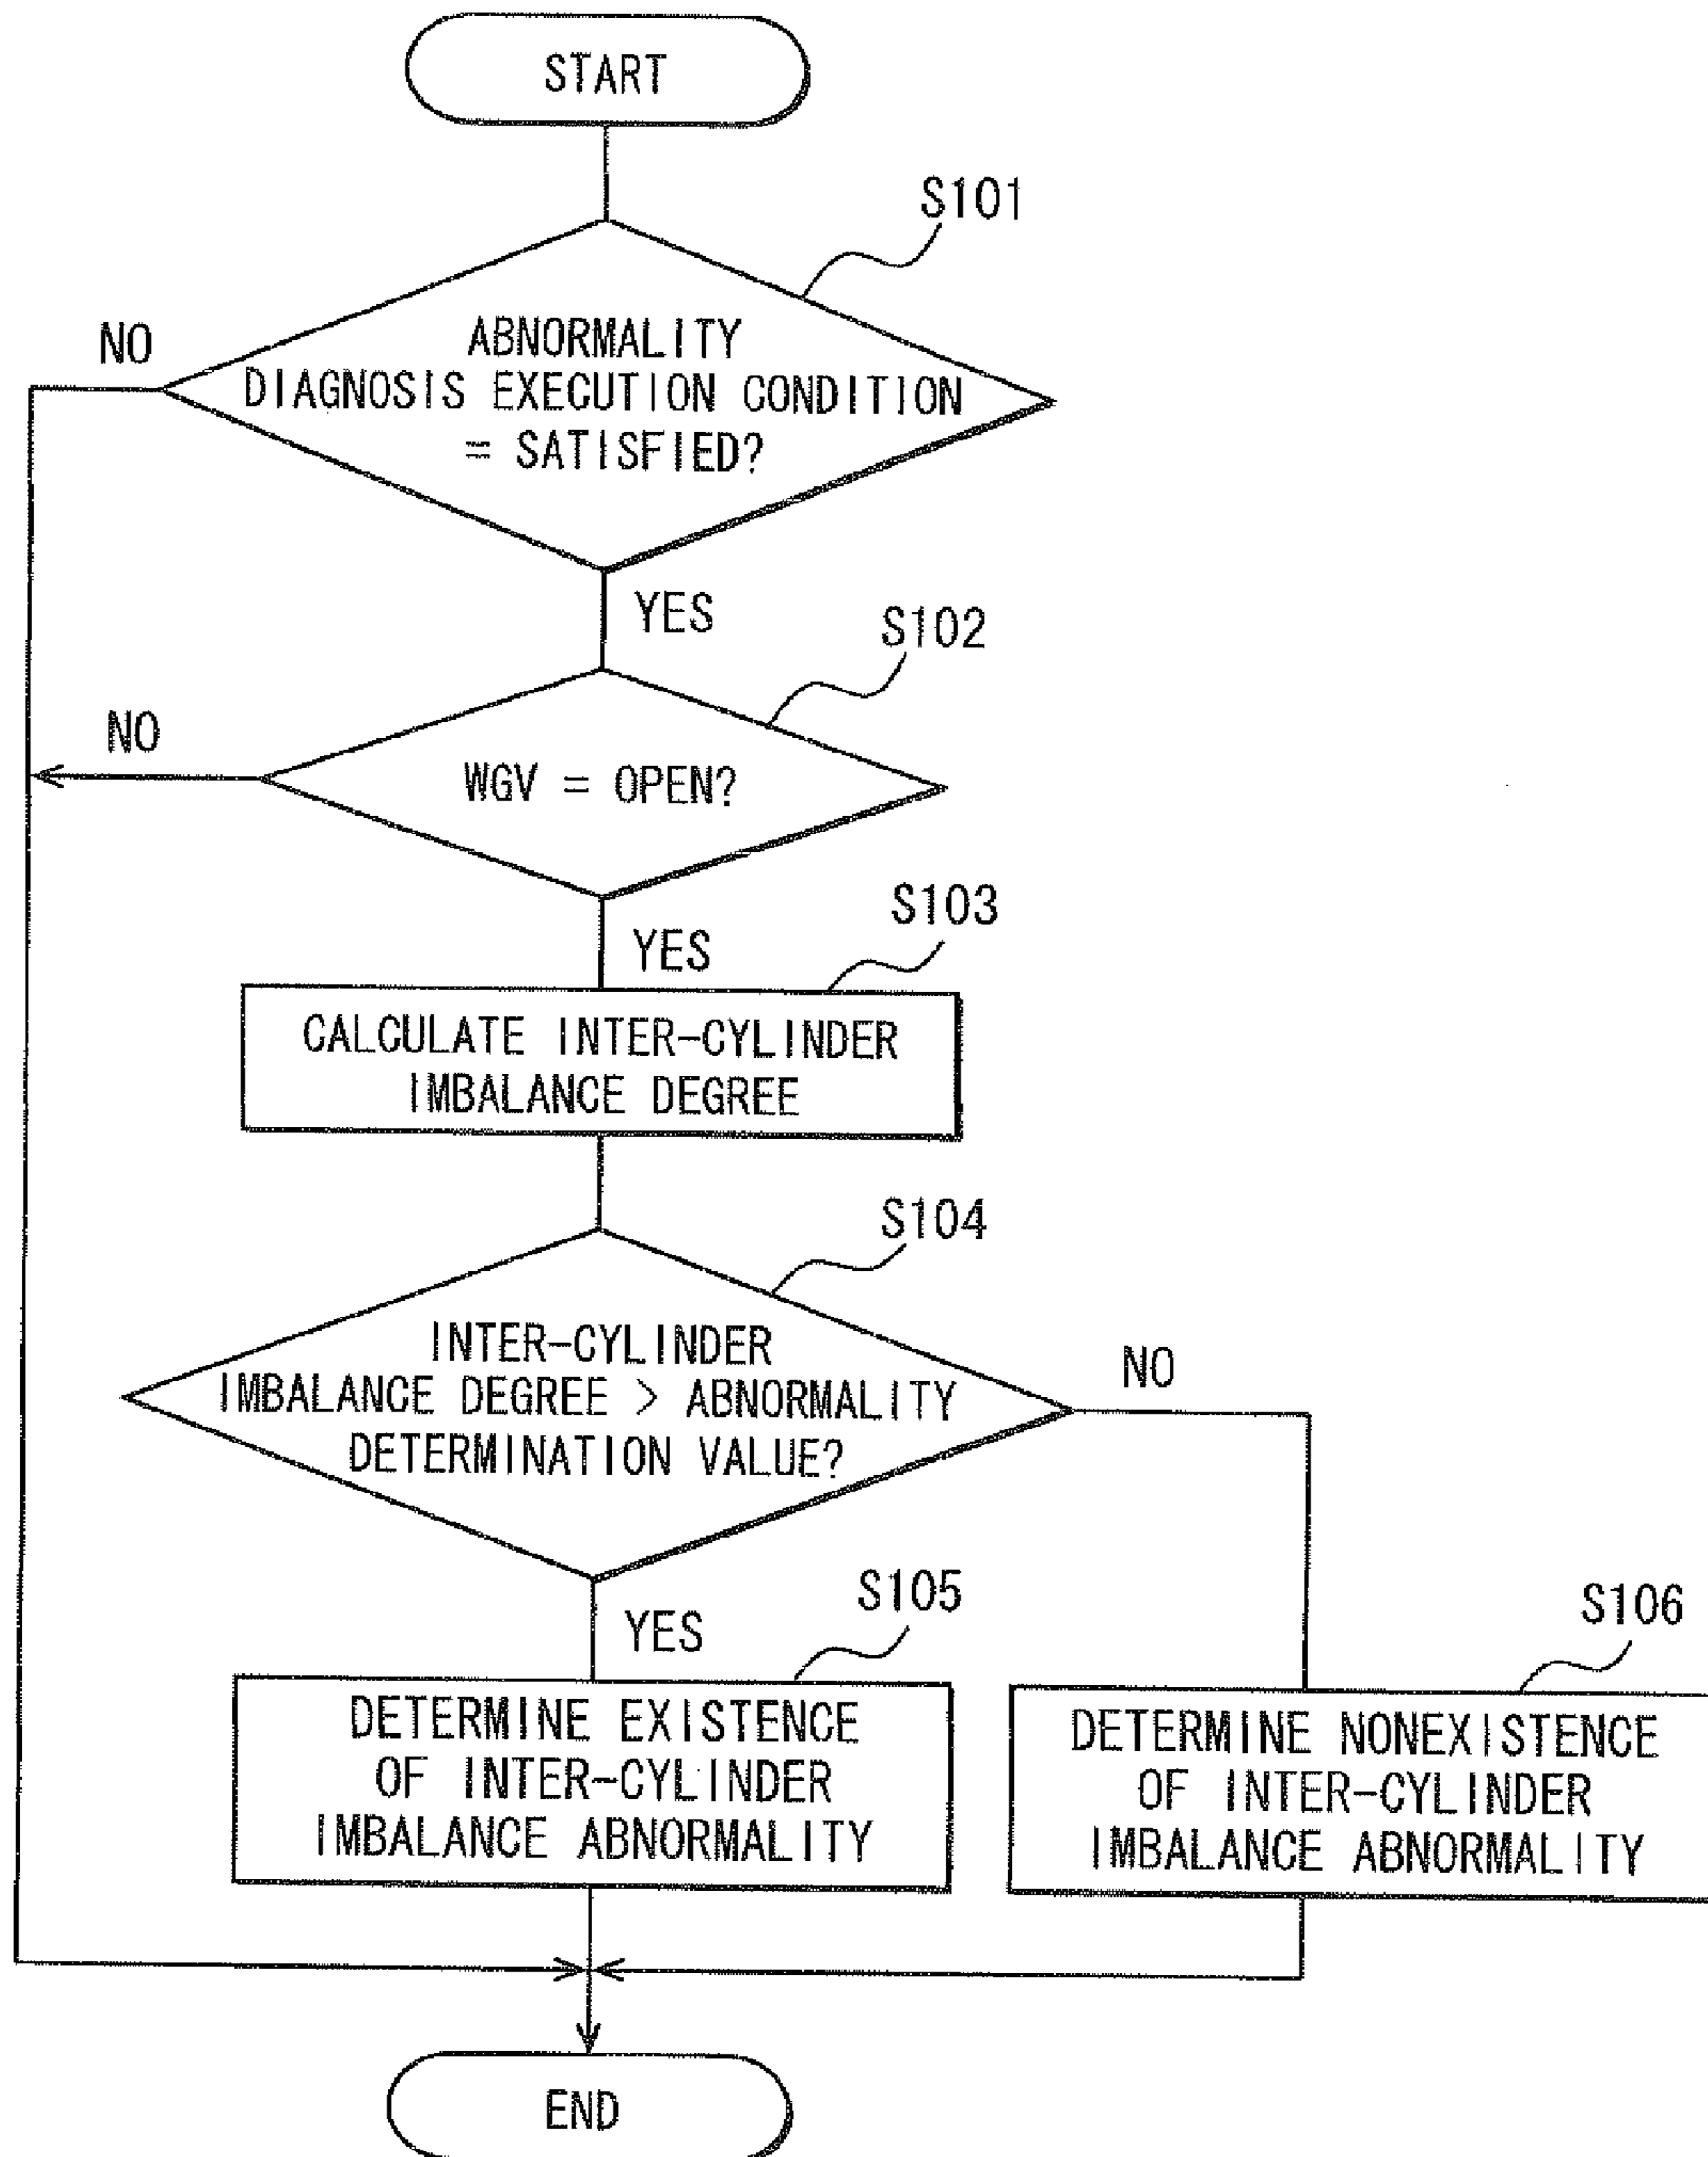 START
S101
NO
ABNORMALITY
DIAGNOSIS EXECUTION CONDITION
= SATISFIED?
YES
S102
NO
WGV = OPEN?
YES
S103
CALCULATE INTER-CYLINDER
IMBALANCE DEGREE
S104
INTER-CYLINDER
IMBALANCE DEGREE > ABNORMALITY
DETERMINATION VALUE?
NO
YES
S105
S106
DETERMINE EXISTENCE
OF INTER-CYLINDER
IMBALANCE ABNORMALITY
DETERMINE NONEXISTENCE
OF INTER-CYLINDER
IMBALANCE ABNORMALITY
END